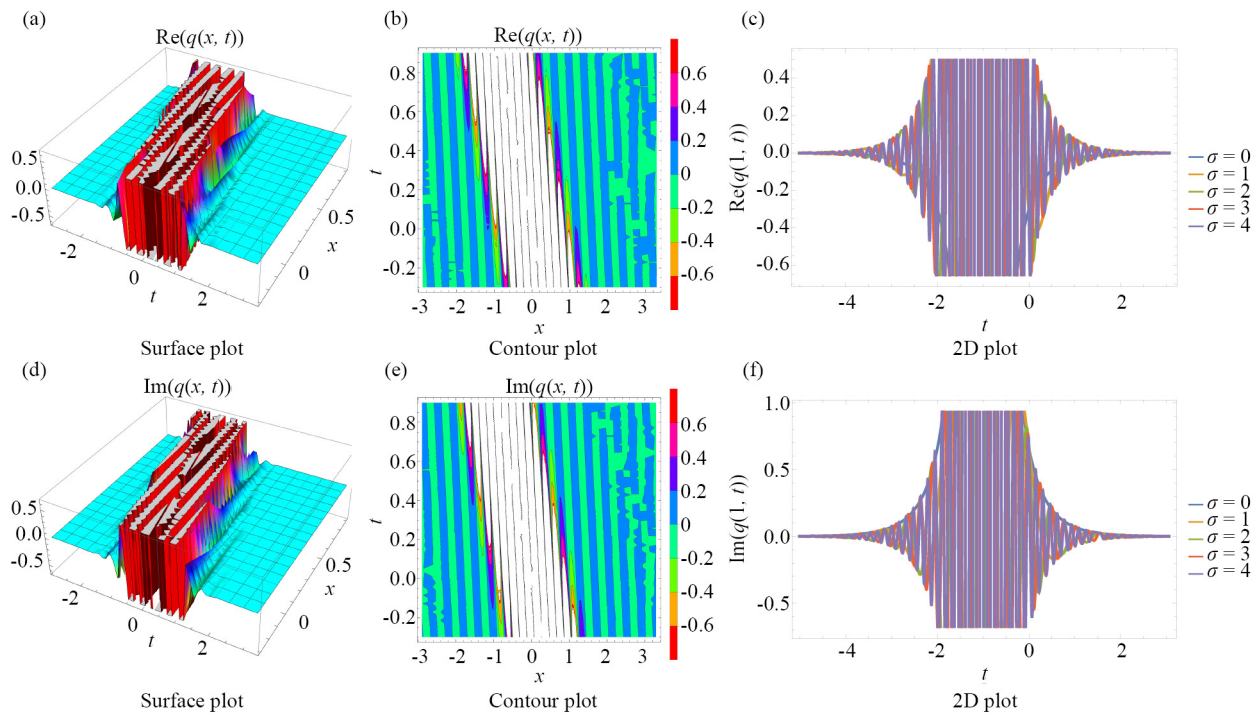 (a)
Re(q(x, t))
0.5
0.0
-0.5
-2
0
2
t
0
0.5
x
Surface plot
(b)
Re(q(x, t))
0.8
0.6
0.4
0.2
0.0
-0.2
t
-3 -2 -1 0 1 2 3
x
0.6
0.4
0.2
0
-0.2
-0.4
-0.6
Contour plot
(c)
0.4
0.2
0.0
-0.2
-0.4
-0.6
Re(q(1, t))
-4 -2 0 2
t
σ = 0
σ = 1
σ = 2
σ = 3
σ = 4
2D plot
(d)
Im(q(x, t))
0.5
0.0
-0.5
-2
0
2
t
0
0.5
x
Surface plot
(e)
Im(q(x, t))
0.8
0.6
0.4
0.2
0.0
-0.2
t
-3 -2 -1 0 1 2 3
x
0.6
0.4
0.2
0
-0.2
-0.4
-0.6
Contour plot
(f)
1.0
0.5
0.0
-0.5
Im(q(1, t))
-4 -2 0 2
t
σ = 0
σ = 1
σ = 2
σ = 3
σ = 4
2D plot